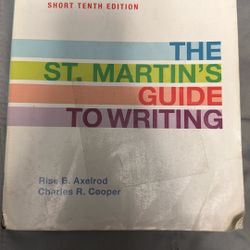 SHORT TENTH EDITION
THE
ST. MARTIN'S
GUIDE
TO WRITING
Rise B. Axelrod
Charles R. Cooper